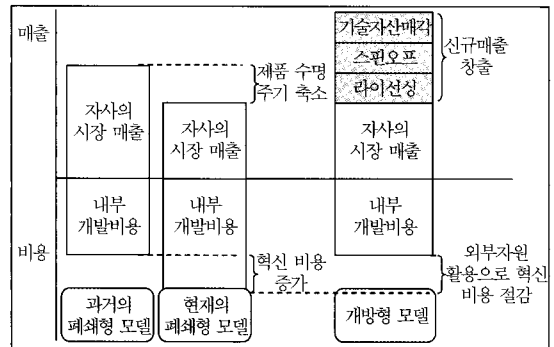 매출
기술자산매각
스핀오프
라이선싱
신규매출
창출
제품 수명
주기 축소
자사의
시장 매출
자사의
시장 매출
자사의
시장 매출
내부
개발비용
내부
개발비용
내부
개발비용
비용
혁신 비용
증가
외부자원
활용으로 혁신
비용 절감
과거의
폐쇄형 모델
현재의
폐쇄형 모델
개방형 모델